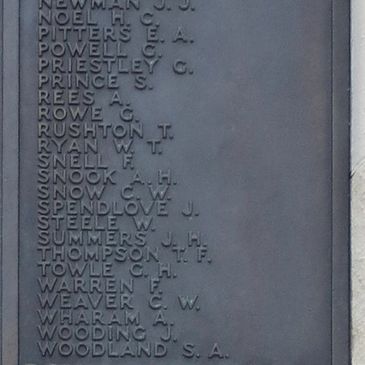 NEWMAN J. J.
NOEL H. C.
PITTERS E. A.
POWELL G.
PRIESTLEY G.
PRINCE S.
REES A.
ROWE G.
RUSHTON T.
RYAN W. T.
SNELL F.
SNOOK A. H.
SNOW C. W.
SPENDLOVE J.
STEELE W.
SUMMERS J. H.
THOMPSON T. F.
TOWLE G. H.
WARREN F.
WEAVER C. W.
WHARAM A.
WOODING J.
WOODLAND S. A.